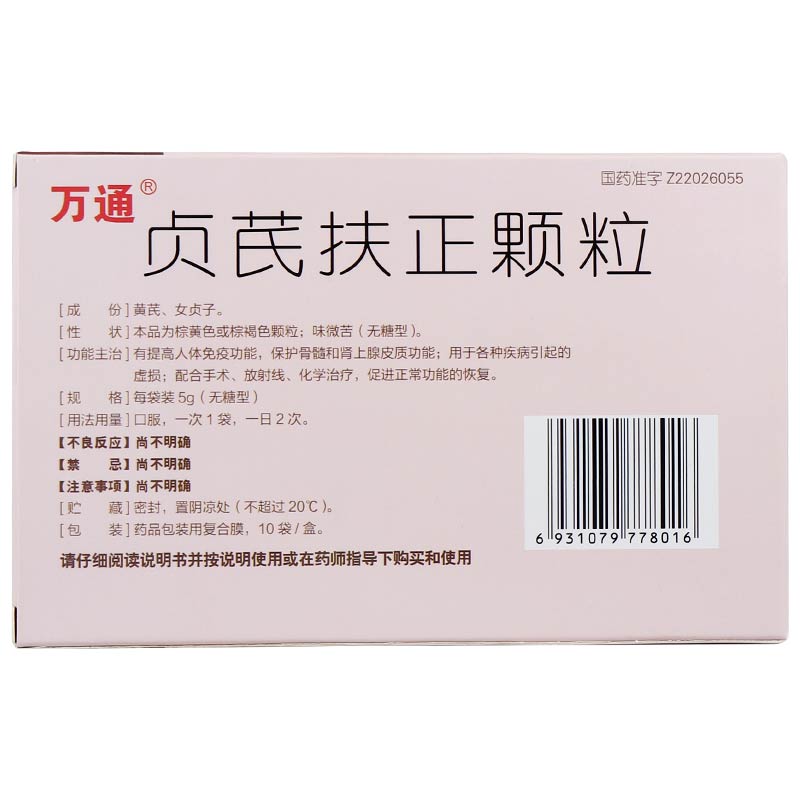 国药准字 Z22026055
万通®
贞芪扶正颗粒
[成　份] 黄芪、女贞子。
[性　状] 本品为棕黄色或棕褐色颗粒；味微苦（无糖型）。
[功能主治] 有提高人体免疫功能，保护骨髓和肾上腺皮质功能；用于各种疾病引起的
虚损；配合手术、放射线、化学治疗，促进正常功能的恢复。
[规　格] 每袋装 5g（无糖型）
[用法用量] 口服，一次 1 袋，一日 2 次。
【不良反应】尚不明确
【禁　忌】尚不明确
【注意事项】尚不明确
[贮　藏] 密封，置阴凉处（不超过 20℃）。
[包　装] 药品包装用复合膜，10 袋 / 盒。
请仔细阅读说明书并按说明使用或在药师指导下购买和使用
6 931079 778016